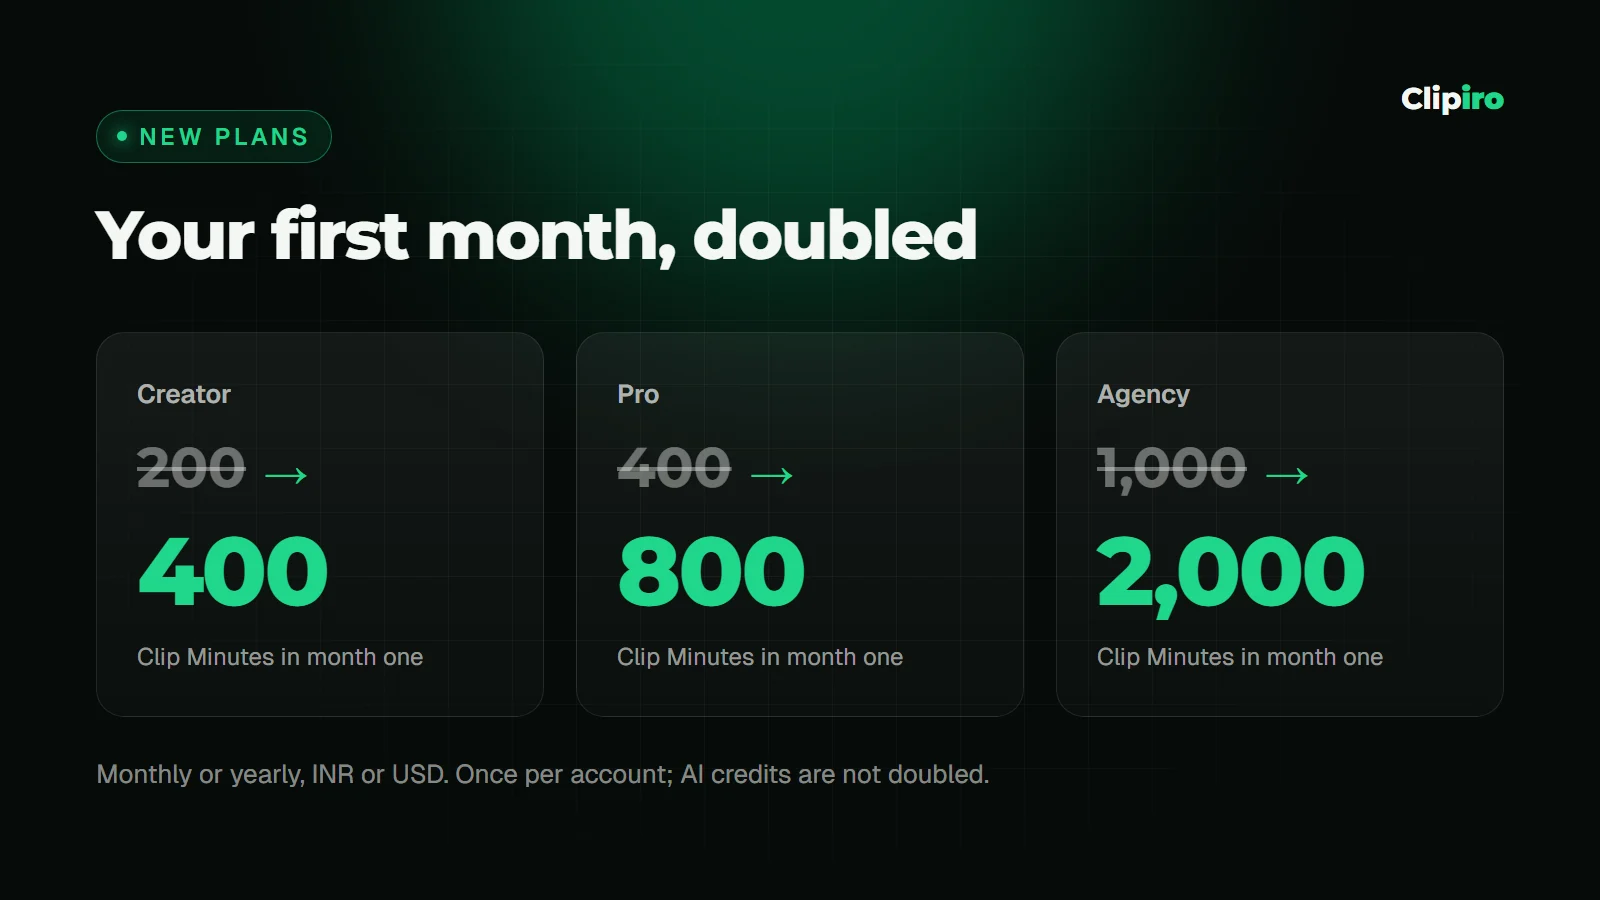 Clipiro
NEW PLANS
Your first month, doubled
Creator
200 →
400
Clip Minutes in month one
Pro
400 →
800
Clip Minutes in month one
Agency
1,000 →
2,000
Clip Minutes in month one
Monthly or yearly, INR or USD. Once per account; AI credits are not doubled.